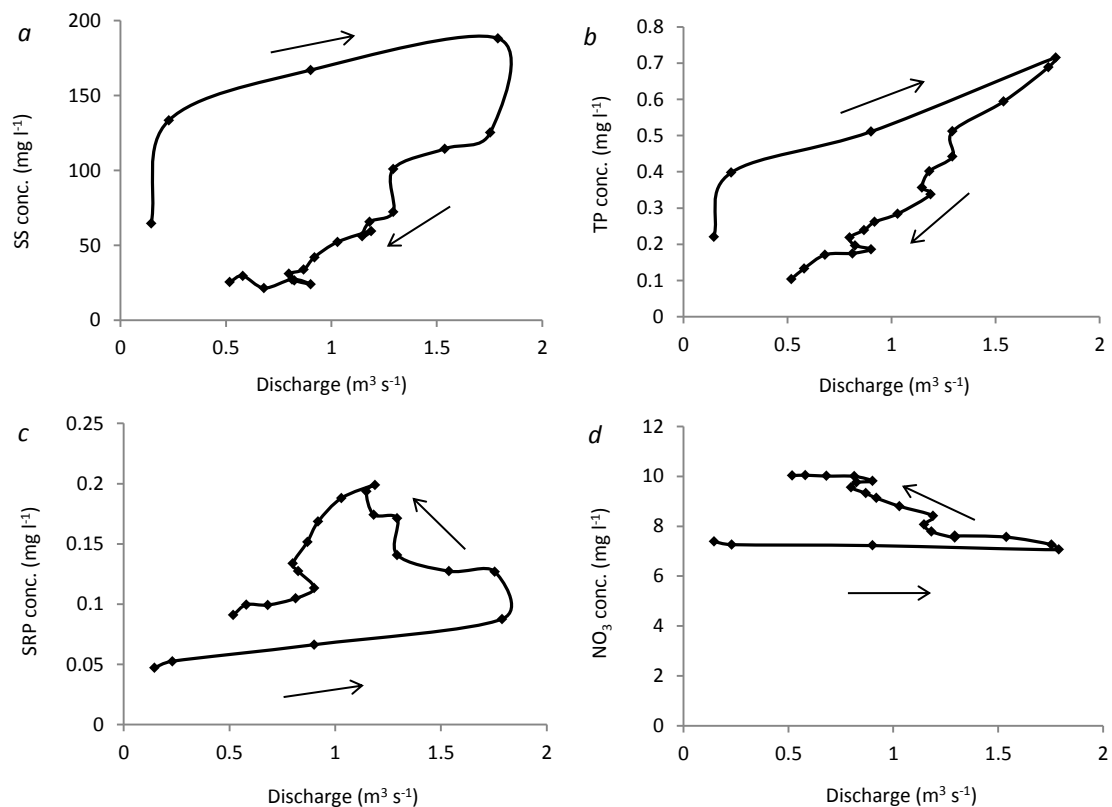 a
SS conc. (mg l⁻¹)
200
150
100
50
0
0 0.5 1 1.5 2
Discharge (m³ s⁻¹)
b
TP conc. (mg l⁻¹)
0.8
0.7
0.6
0.5
0.4
0.3
0.2
0.1
0
0 0.5 1 1.5 2
Discharge (m³ s⁻¹)
c
SRP conc. (mg l⁻¹)
0.25
0.2
0.15
0.1
0.05
0
0 0.5 1 1.5 2
Discharge (m³ s⁻¹)
d
NO₃ conc. (mg l⁻¹)
12
10
8
6
4
2
0
0 0.5 1 1.5 2
Discharge (m³ s⁻¹)